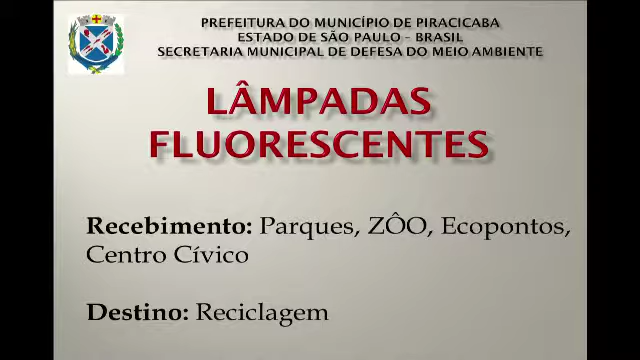 PREFEITURA DO MUNICÍPIO DE PIRACICABA
ESTADO DE SÃO PAULO – BRASIL
SECRETARIA MUNICIPAL DE DEFESA DO MEIO AMBIENTE
LÂMPADAS
FLUORESCENTES
Recebimento: Parques, ZÔO, Ecopontos,
Centro Cívico
Destino: Reciclagem